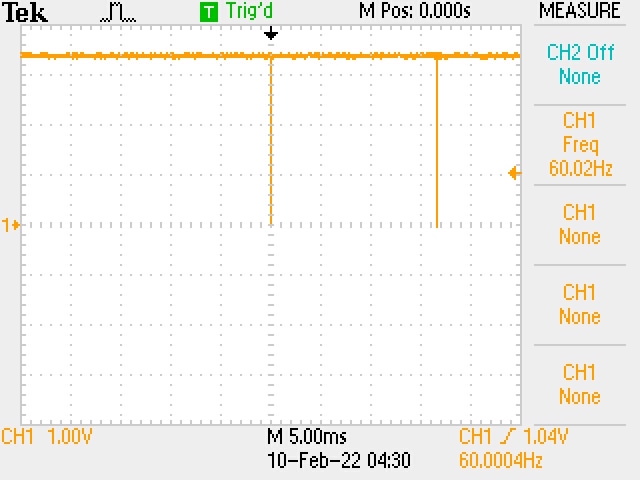 Tek T Trig'd M Pos: 0.000s MEASURE
CH2 Off
None
CH1
Freq
60.02Hz
CH1
None
CH1
None
CH1
None
1
CH1 1.00V M 5.00ms CH1 1.04V
10-Feb-22 04:30 60.0004Hz